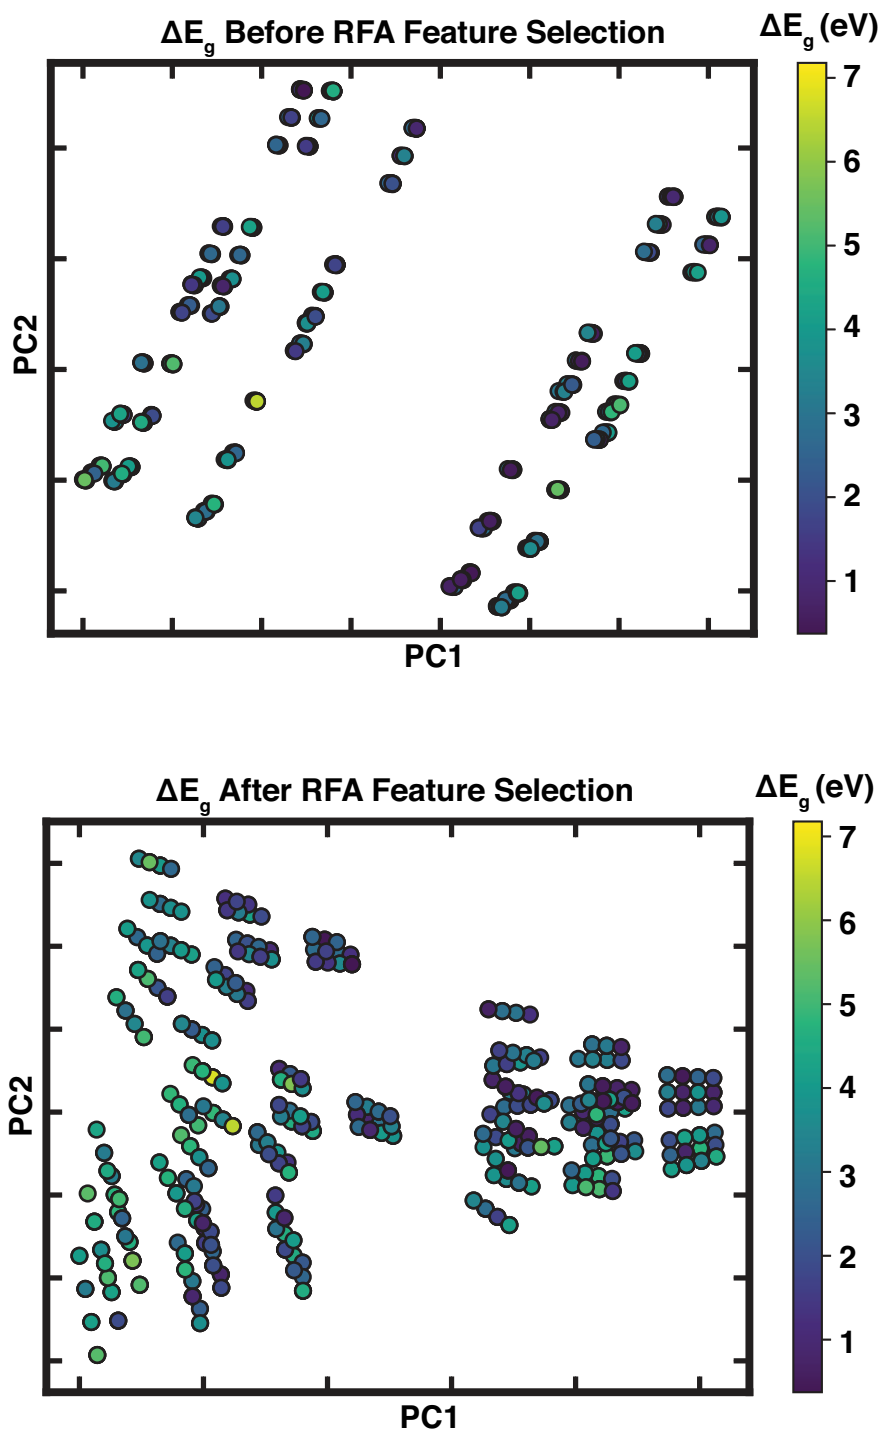 ΔEg Before RFA Feature Selection
ΔEg (eV)
7
6
5
4
3
2
1
PC2
PC1
ΔEg After RFA Feature Selection
ΔEg (eV)
7
6
5
4
3
2
1
PC2
PC1